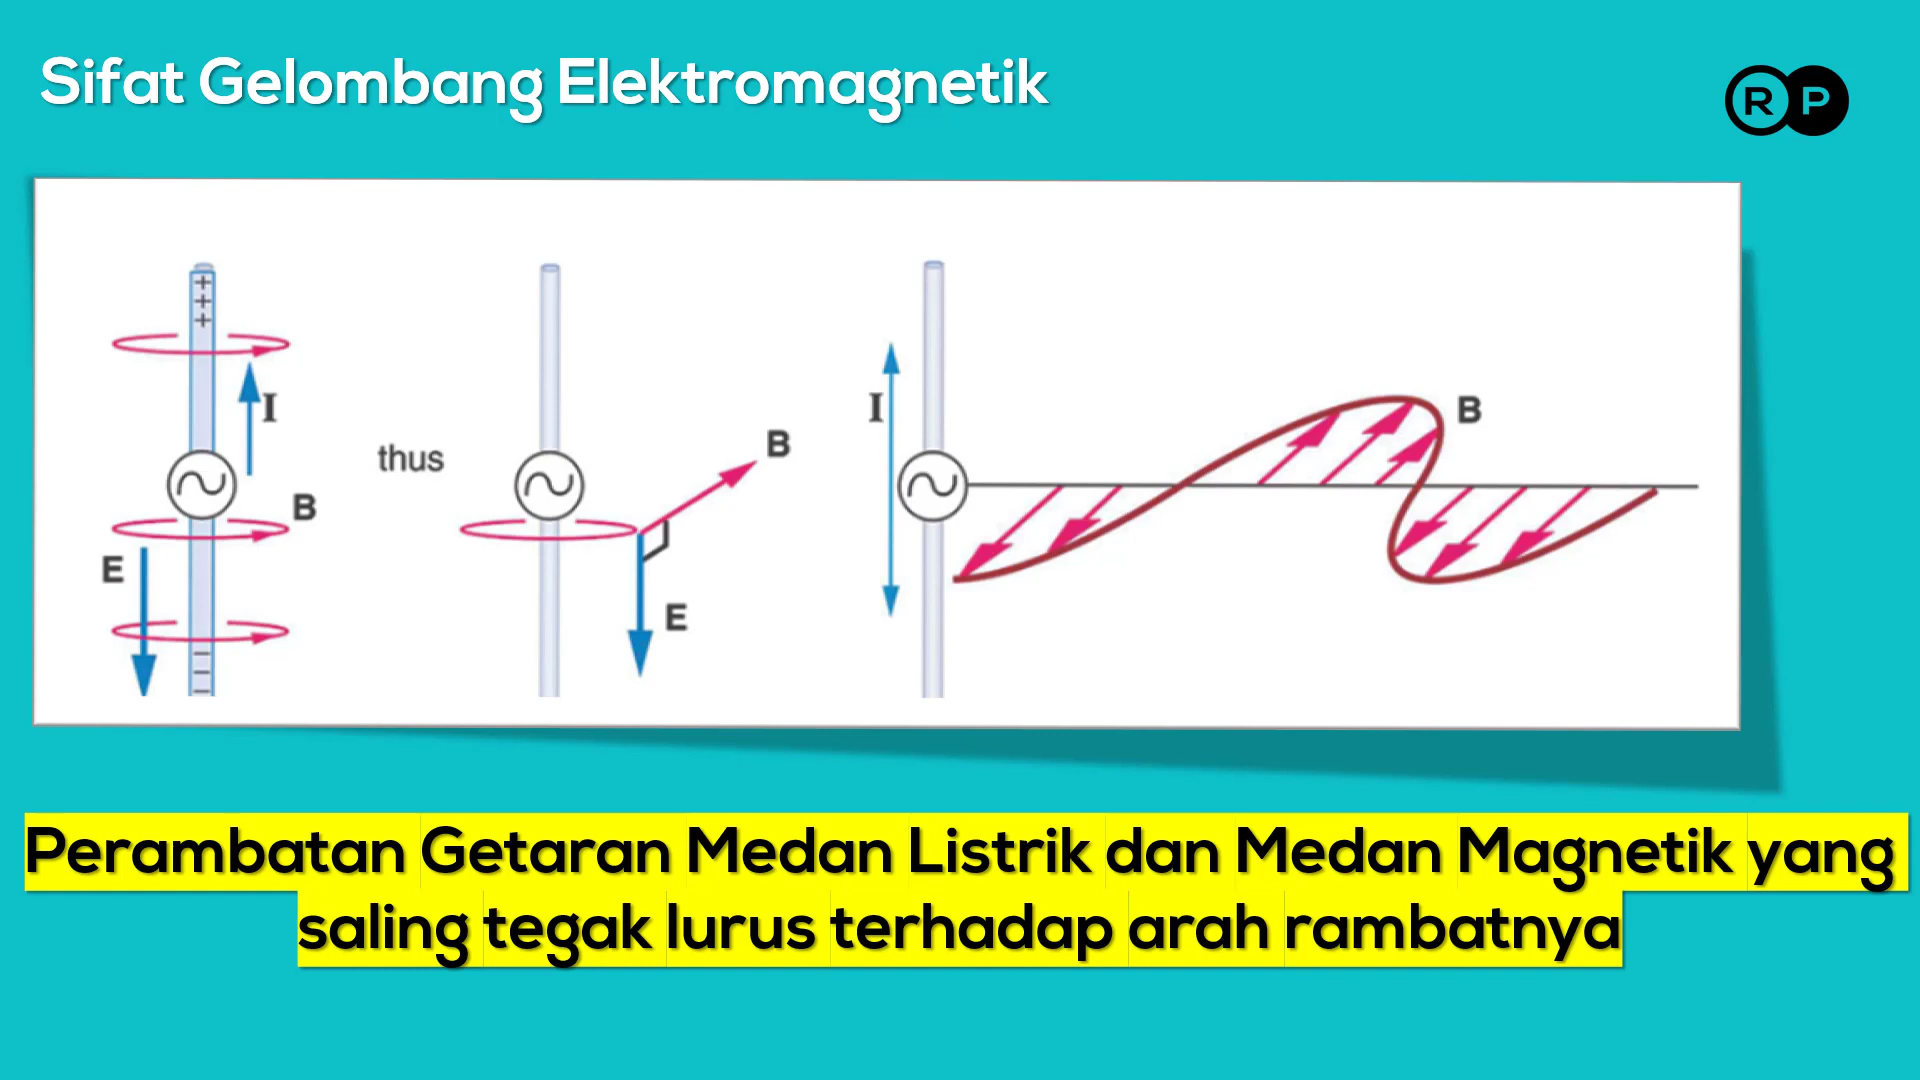 Sifat Gelombang Elektromagnetik
R P
+
+
+
I
B
E
−
−
−
thus
B
E
I
B
Perambatan Getaran Medan Listrik dan Medan Magnetik yang
saling tegak lurus terhadap arah rambatnya